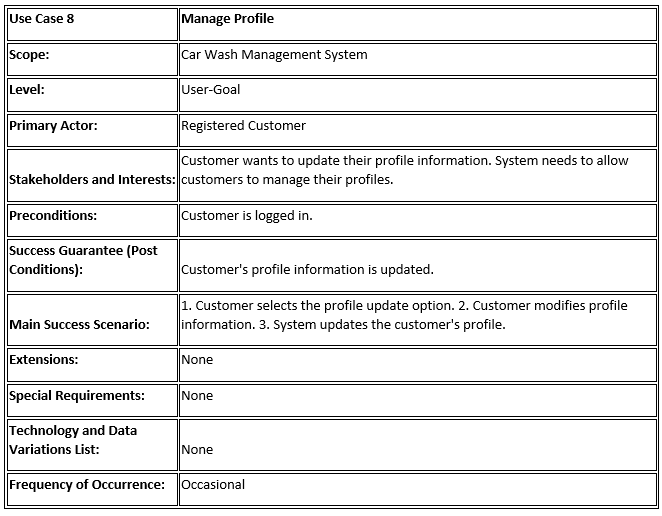 Use Case 8 Manage Profile
Scope: Car Wash Management System
Level: User-Goal
Primary Actor: Registered Customer
Customer wants to update their profile information. System needs to allow
Stakeholders and Interests: customers to manage their profiles.
Preconditions: Customer is logged in.
Success Guarantee (Post
Conditions): Customer's profile information is updated.
1. Customer selects the profile update option. 2. Customer modifies profile
Main Success Scenario: information. 3. System updates the customer's profile.
Extensions: None
Special Requirements: None
Technology and Data
Variations List: None
Frequency of Occurrence: Occasional